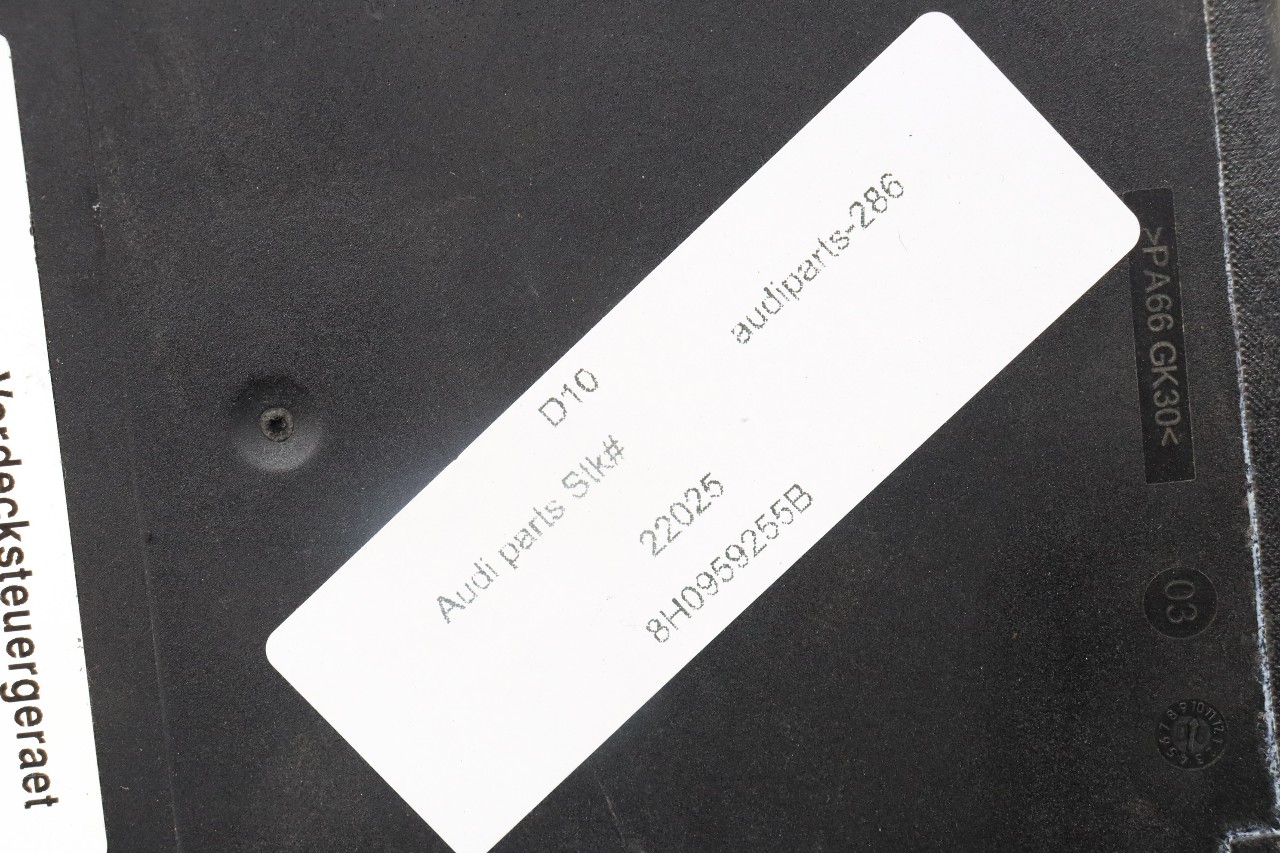 Verdecksteuergeraet
D10
audiparts-286
Audi parts Stk#
22025
8H0959255B
>PA66 GK30<
03